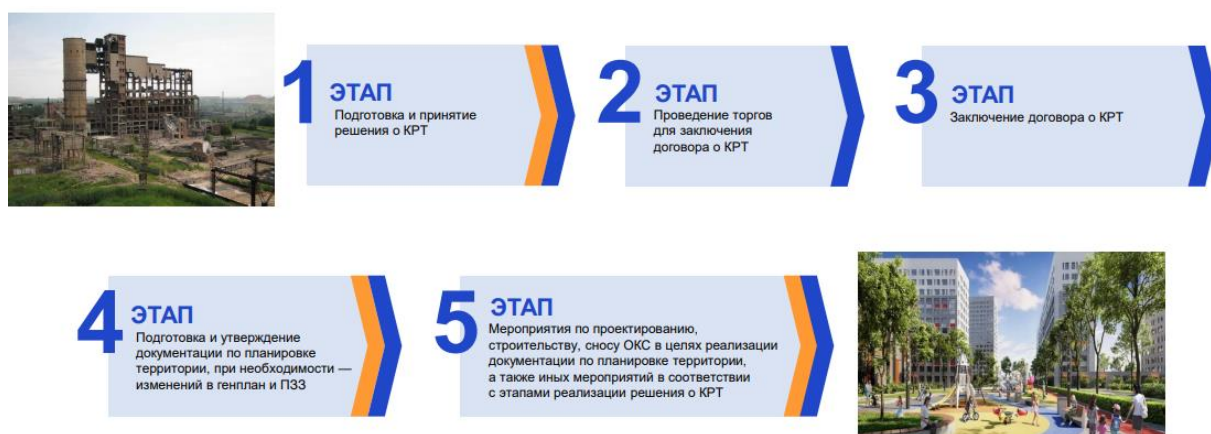 1 ЭТАП
Подготовка и принятие
решения о КРТ
2 ЭТАП
Проведение торгов
для заключения
договора о КРТ
3 ЭТАП
Заключение договора о КРТ
4 ЭТАП
Подготовка и утверждение
документации по планировке
территории, при необходимости —
изменений в генплан и ПЗЗ
5 ЭТАП
Мероприятия по проектированию,
строительству, сносу ОКС в целях реализации
документации по планировке территории,
а также иных мероприятий в соответствии
с этапами реализации решения о КРТ